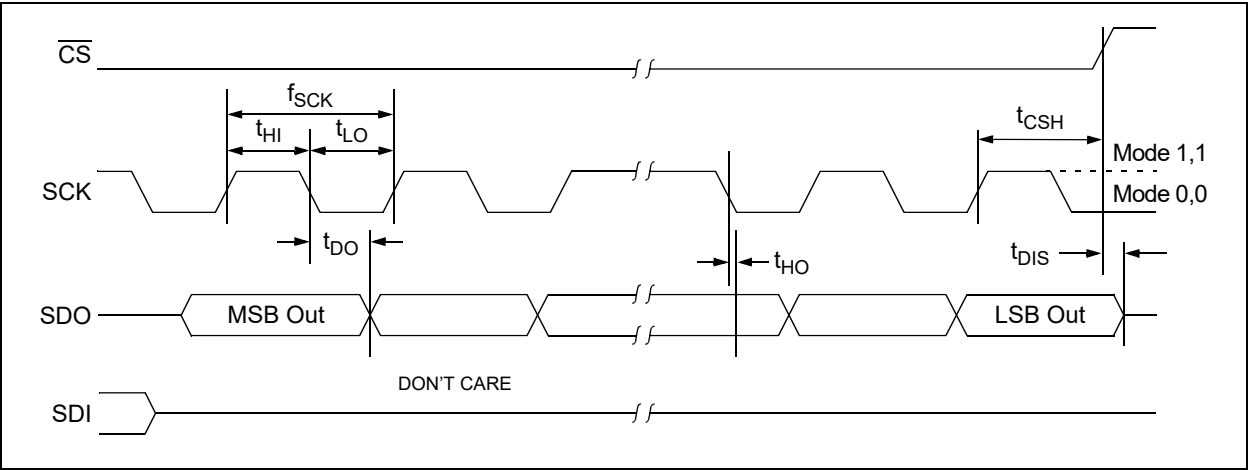 CS
fSCK
tHI
tLO
tCSH
Mode 1,1
SCK
Mode 0,0
tDO
tHO
tDIS
SDO
MSB Out
LSB Out
DON'T CARE
SDI